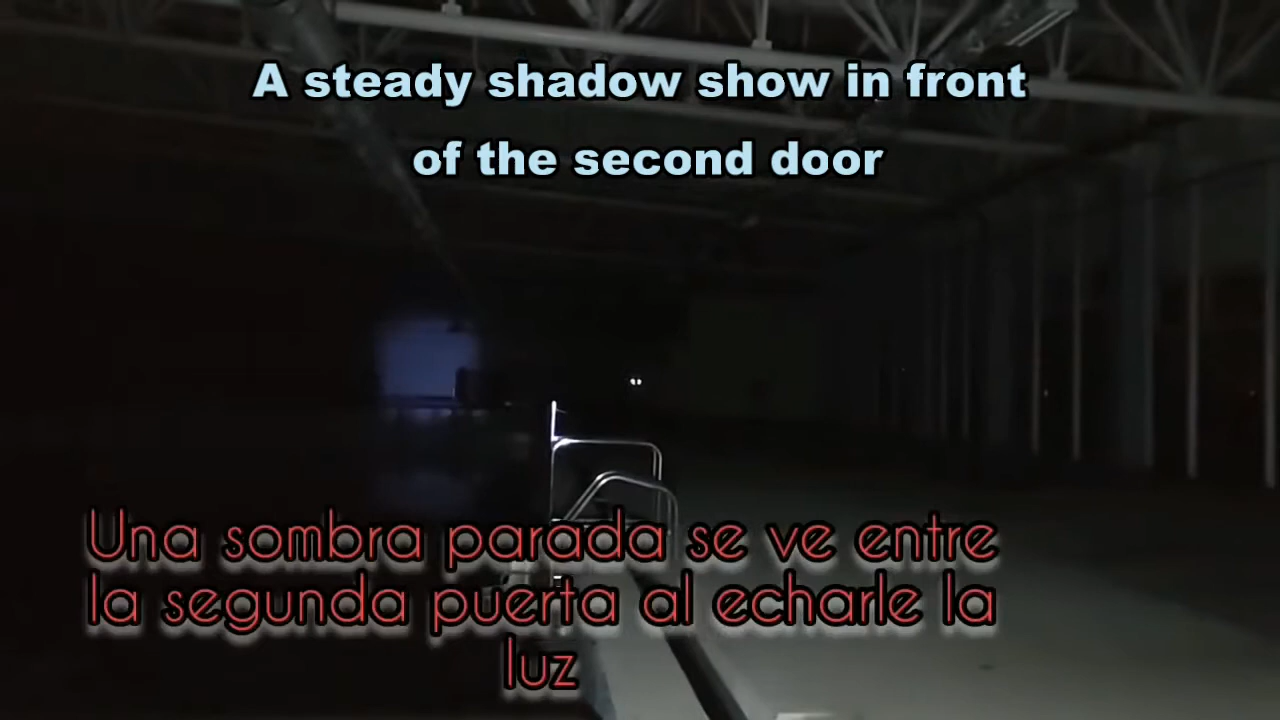 A steady shadow show in front
of the second door
Una sombra parada se ve entre
la segunda puerta al echarle la
luz